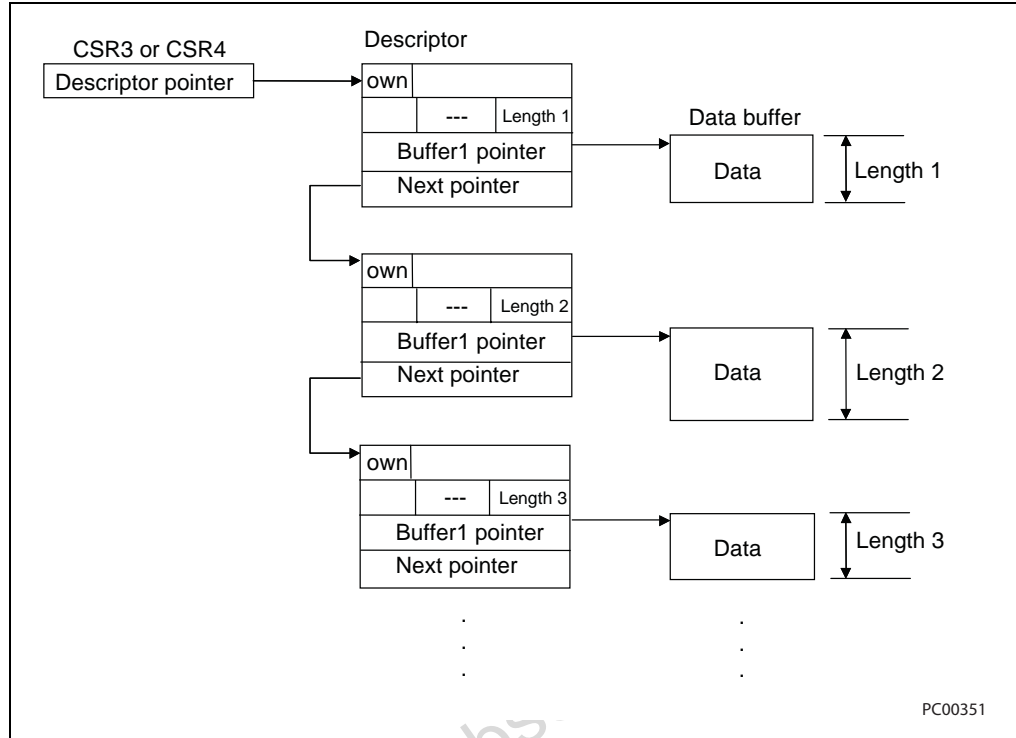 CSR3 or CSR4
Descriptor pointer
Descriptor
own
--- Length 1
Buffer1 pointer
Next pointer
Data buffer
Data
Length 1
own
--- Length 2
Buffer1 pointer
Next pointer
Data
Length 2
own
--- Length 3
Buffer1 pointer
Next pointer
Data
Length 3
. .
. .
. .
PC00351